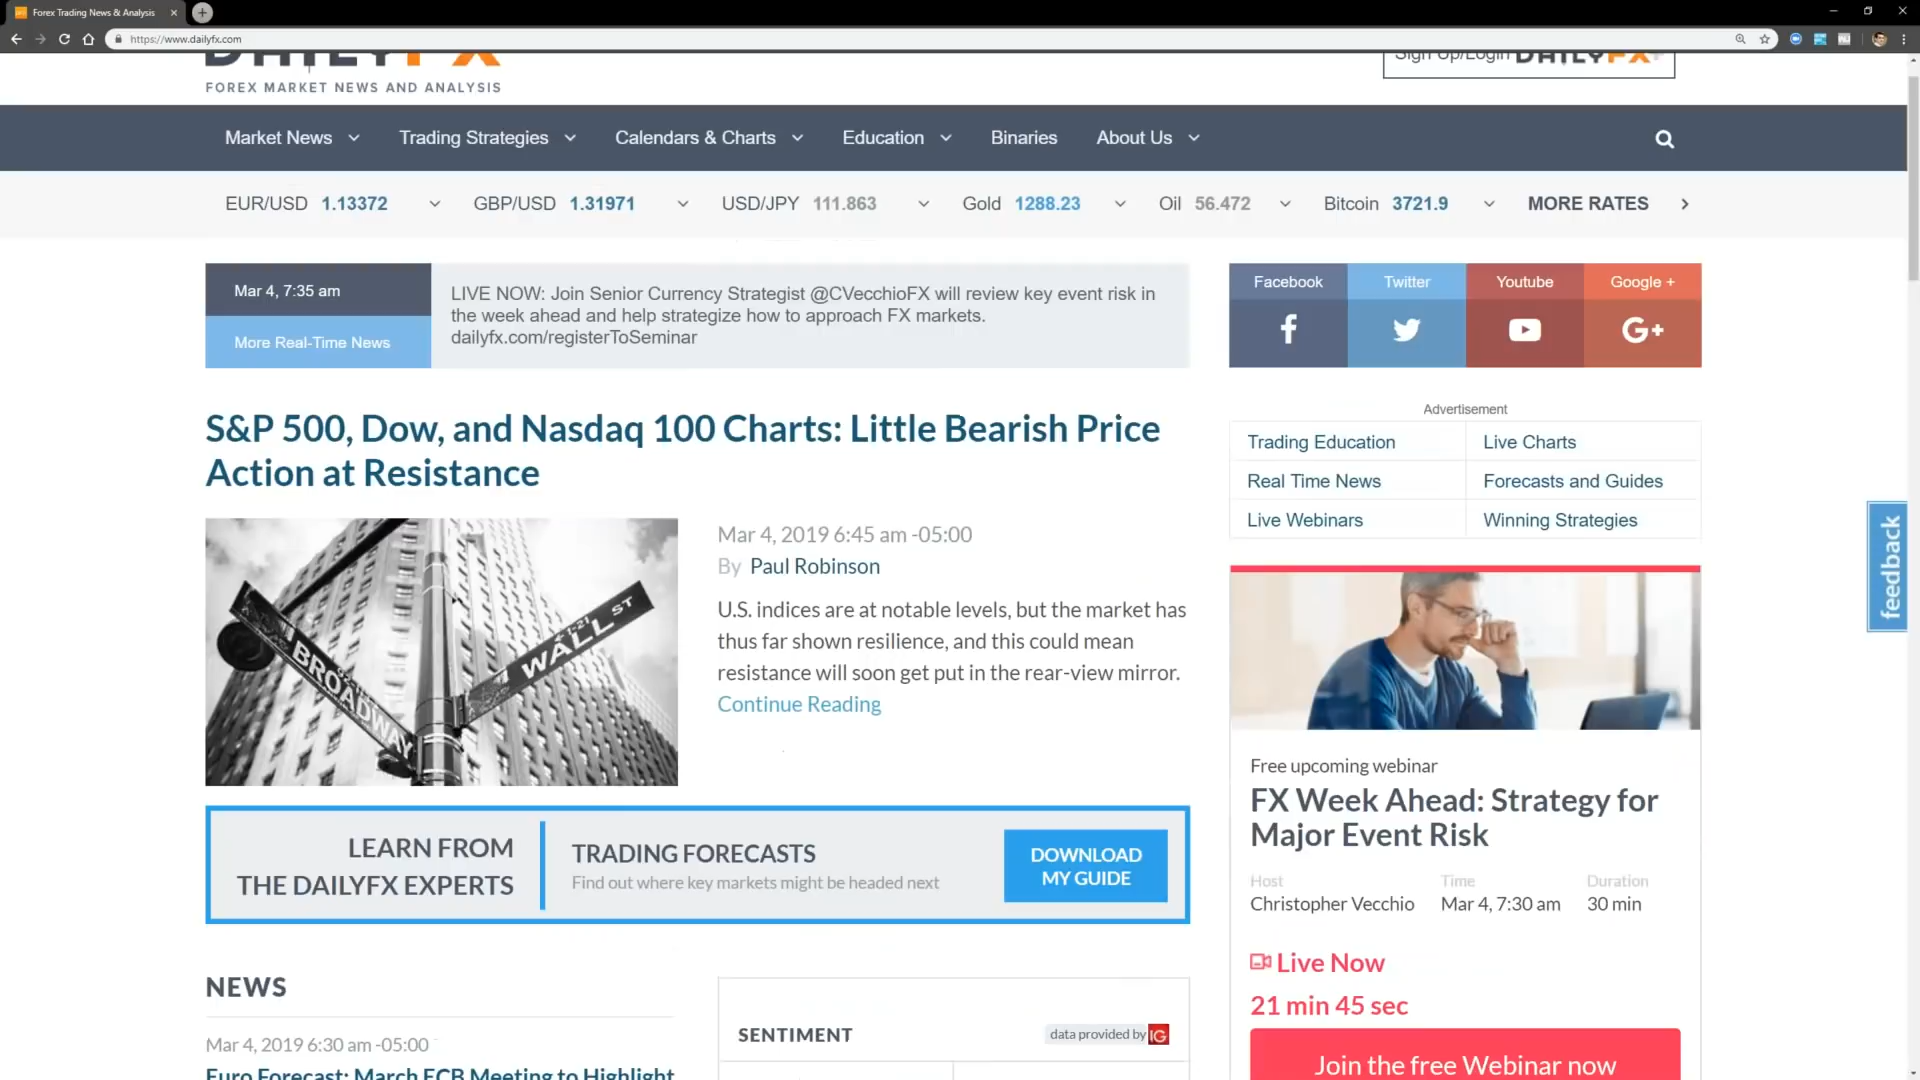 Forex Trading News & Analysis
https://www.dailyfx.com
DAILYFX
FOREX MARKET NEWS AND ANALYSIS
Sign Up/Login DAILYFX+
Market News
Trading Strategies
Calendars & Charts
Education
Binaries
About Us
EUR/USD 1.13372
GBP/USD 1.31971
USD/JPY 111.863
Gold 1288.23
Oil 56.472
Bitcoin 3721.9
MORE RATES
Mar 4, 7:35 am
More Real-Time News
LIVE NOW: Join Senior Currency Strategist @CVecchioFX will review key event risk in
the week ahead and help strategize how to approach FX markets.
dailyfx.com/registerToSeminar
Facebook
Twitter
Youtube
Google +
S&P 500, Dow, and Nasdaq 100 Charts: Little Bearish Price
Action at Resistance
BROADWAY
WALL ST
Mar 4, 2019 6:45 am -05:00
By Paul Robinson
U.S. indices are at notable levels, but the market has
thus far shown resilience, and this could mean
resistance will soon get put in the rear-view mirror.
Continue Reading
Advertisement
Trading Education
Live Charts
Real Time News
Forecasts and Guides
Live Webinars
Winning Strategies
feedback
Free upcoming webinar
FX Week Ahead: Strategy for
Major Event Risk
Host
Time
Duration
Christopher Vecchio
Mar 4, 7:30 am
30 min
Live Now
21 min 45 sec
Join the free Webinar now
LEARN FROM
THE DAILYFX EXPERTS
TRADING FORECASTS
Find out where key markets might be headed next
DOWNLOAD
MY GUIDE
NEWS
Mar 4, 2019 6:30 am -05:00
Euro Forecast: March ECB Meeting to Highlight
SENTIMENT
data provided by IG